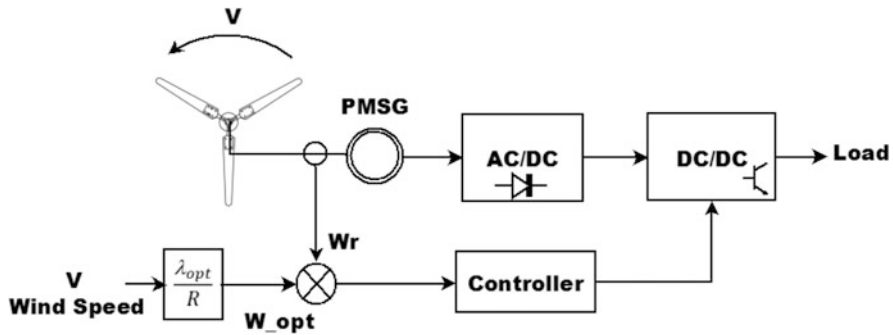 V
PMSG
AC/DC
DC/DC
Load
Wr
V
Wind Speed
λopt
R
W_opt
Controller